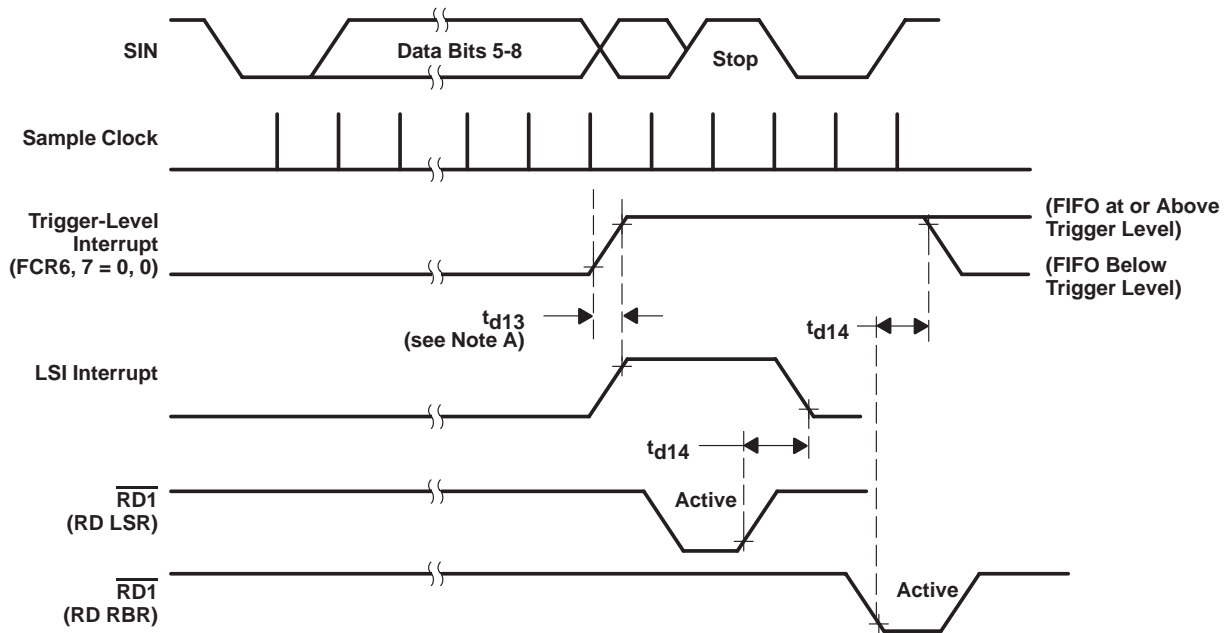 SIN
Data Bits 5-8
Stop
Sample Clock
Trigger-Level
Interrupt
(FCR6, 7 = 0, 0)
(FIFO at or Above
Trigger Level)
(FIFO Below
Trigger Level)
td13
(see Note A)
td14
LSI Interrupt
td14
RD1
(RD LSR)
Active
RD1
(RD RBR)
Active